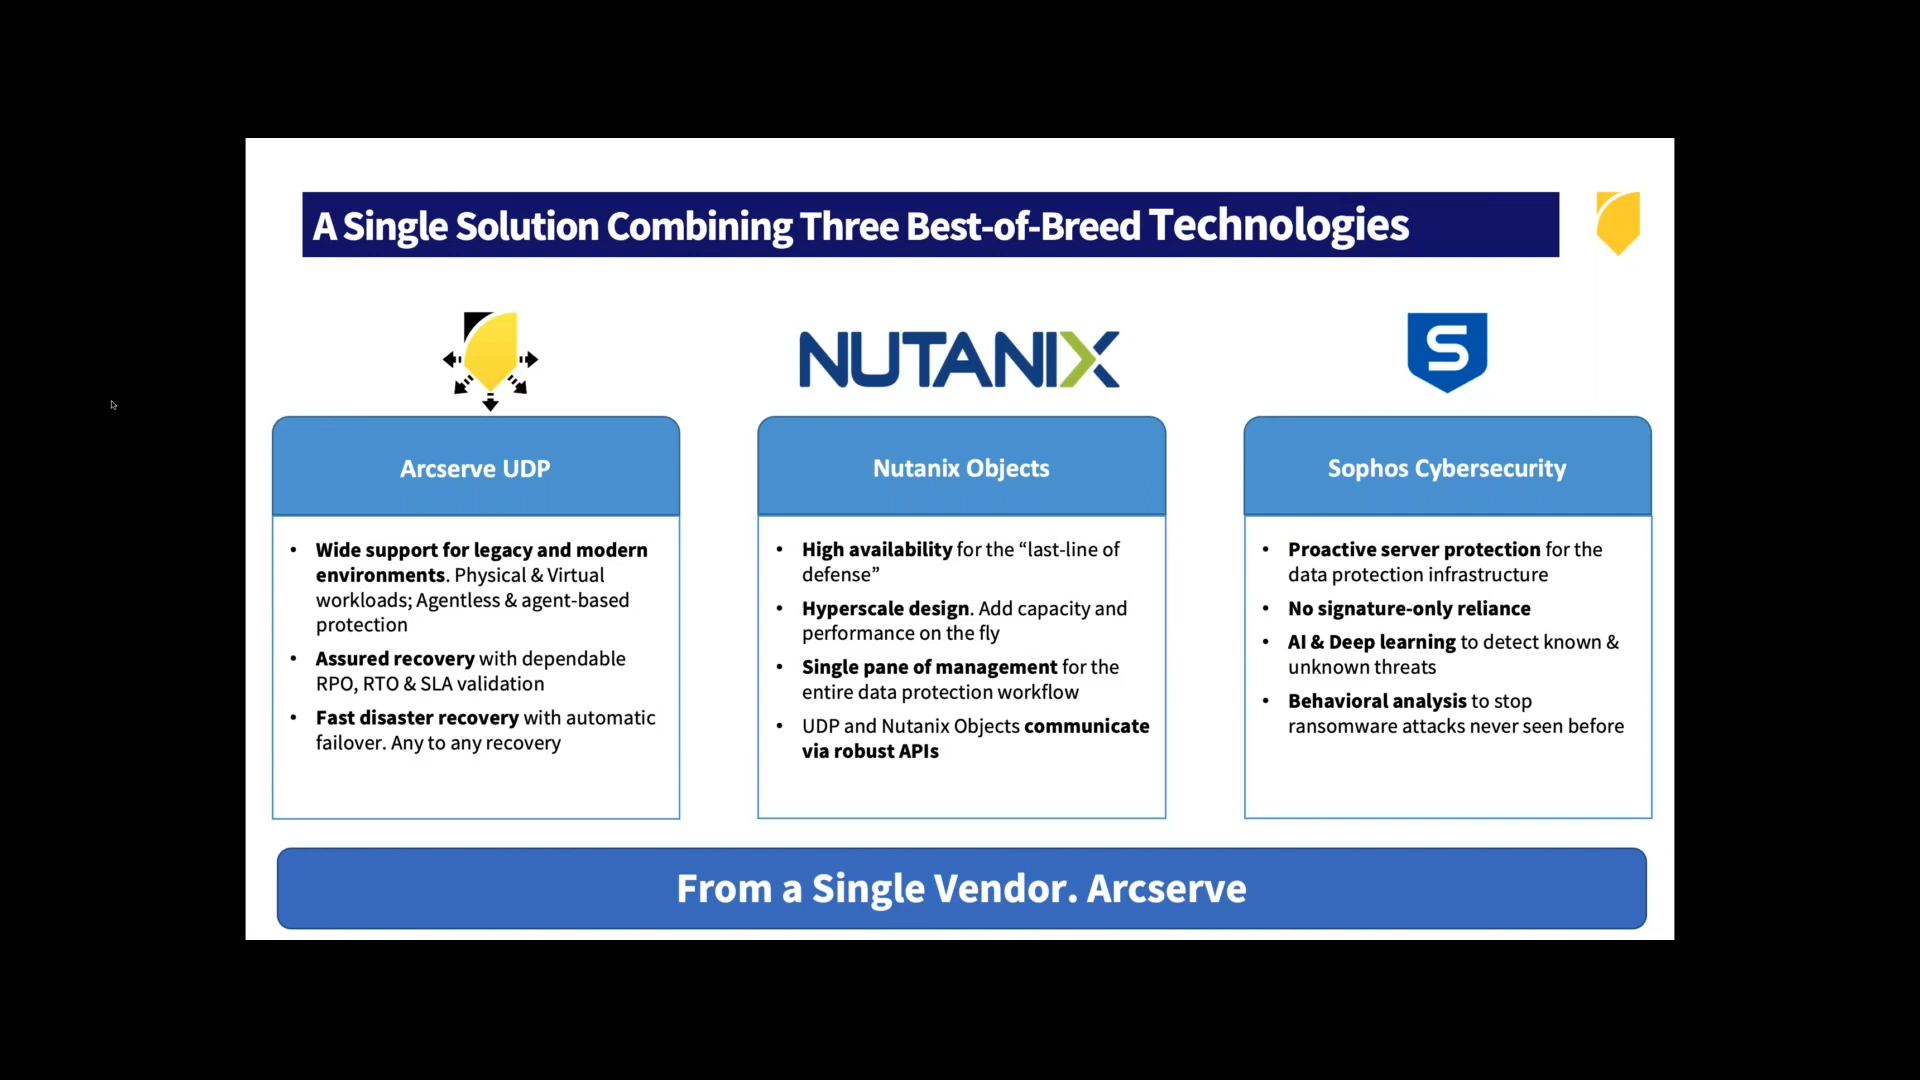 A Single Solution Combining Three Best-of-Breed Technologies
NUTANIX
S
Arcserve UDP
• Wide support for legacy and modern
environments. Physical & Virtual
workloads; Agentless & agent-based
protection
• Assured recovery with dependable
RPO, RTO & SLA validation
• Fast disaster recovery with automatic
failover. Any to any recovery
Nutanix Objects
• High availability for the “last-line of
defense”
• Hyperscale design. Add capacity and
performance on the fly
• Single pane of management for the
entire data protection workflow
• UDP and Nutanix Objects communicate
via robust APIs
Sophos Cybersecurity
• Proactive server protection for the
data protection infrastructure
• No signature-only reliance
• AI & Deep learning to detect known &
unknown threats
• Behavioral analysis to stop
ransomware attacks never seen before
From a Single Vendor. Arcserve